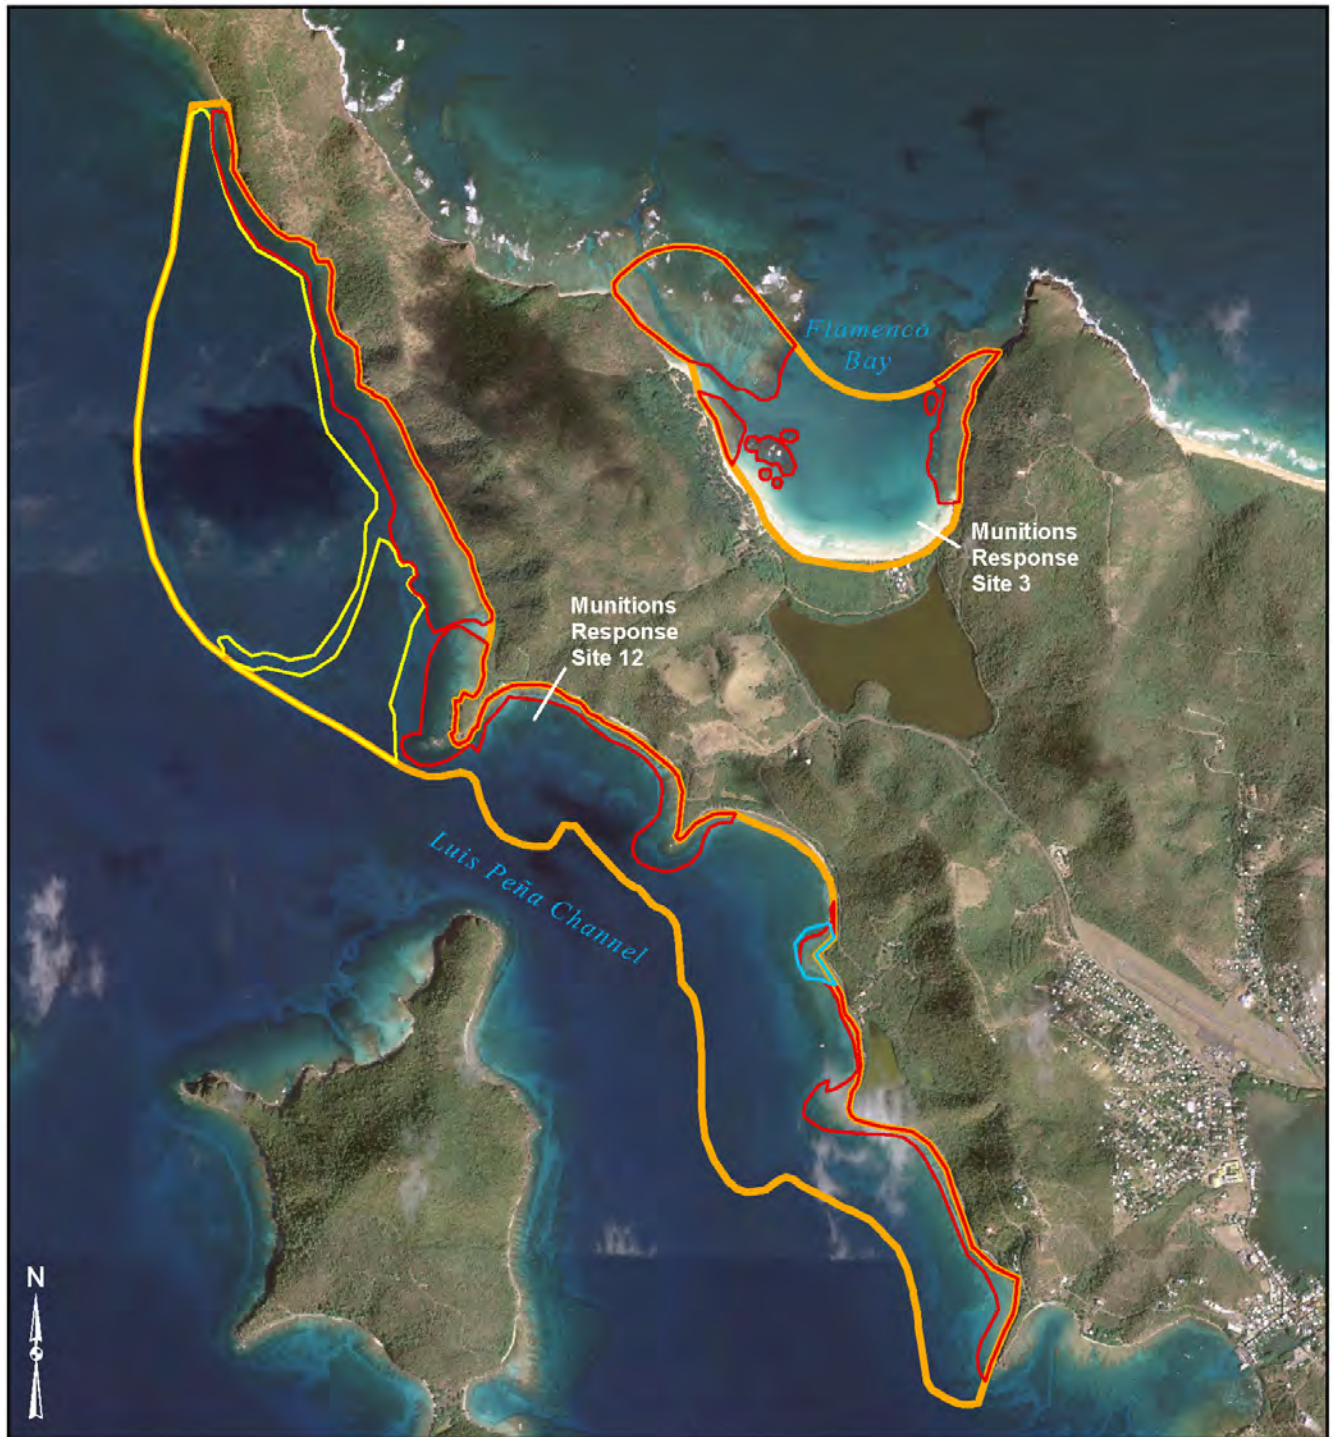 Flamenco
Bay
Munitions
Response
Site 3
Munitions
Response
Site 12
Luis Peña Channel
N